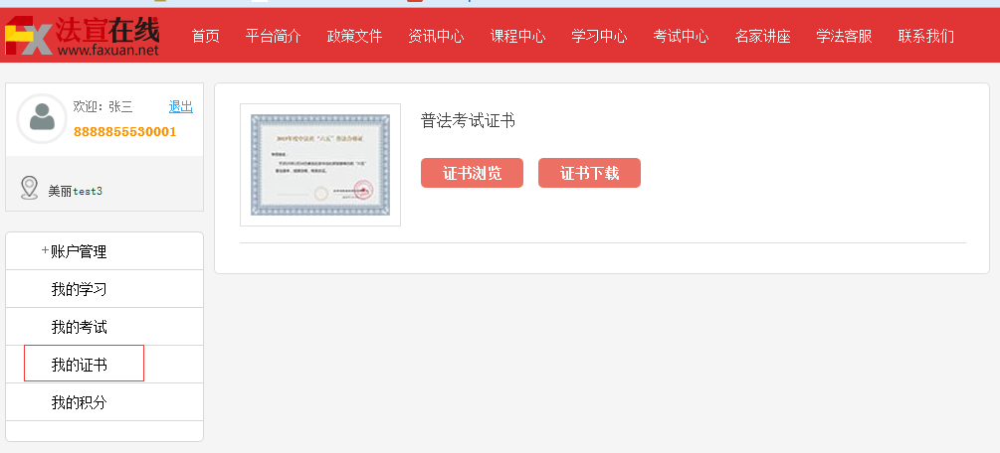 法宣在线
www.faxuan.net
首页 平台简介 政策文件 资讯中心 课程中心 学习中心 考试中心 名家讲座 学法客服 联系我们
欢迎：张三 退出
8888855530001
美丽test3
+账户管理
我的学习
我的考试
我的证书
我的积分
普法考试证书
证书浏览 证书下载